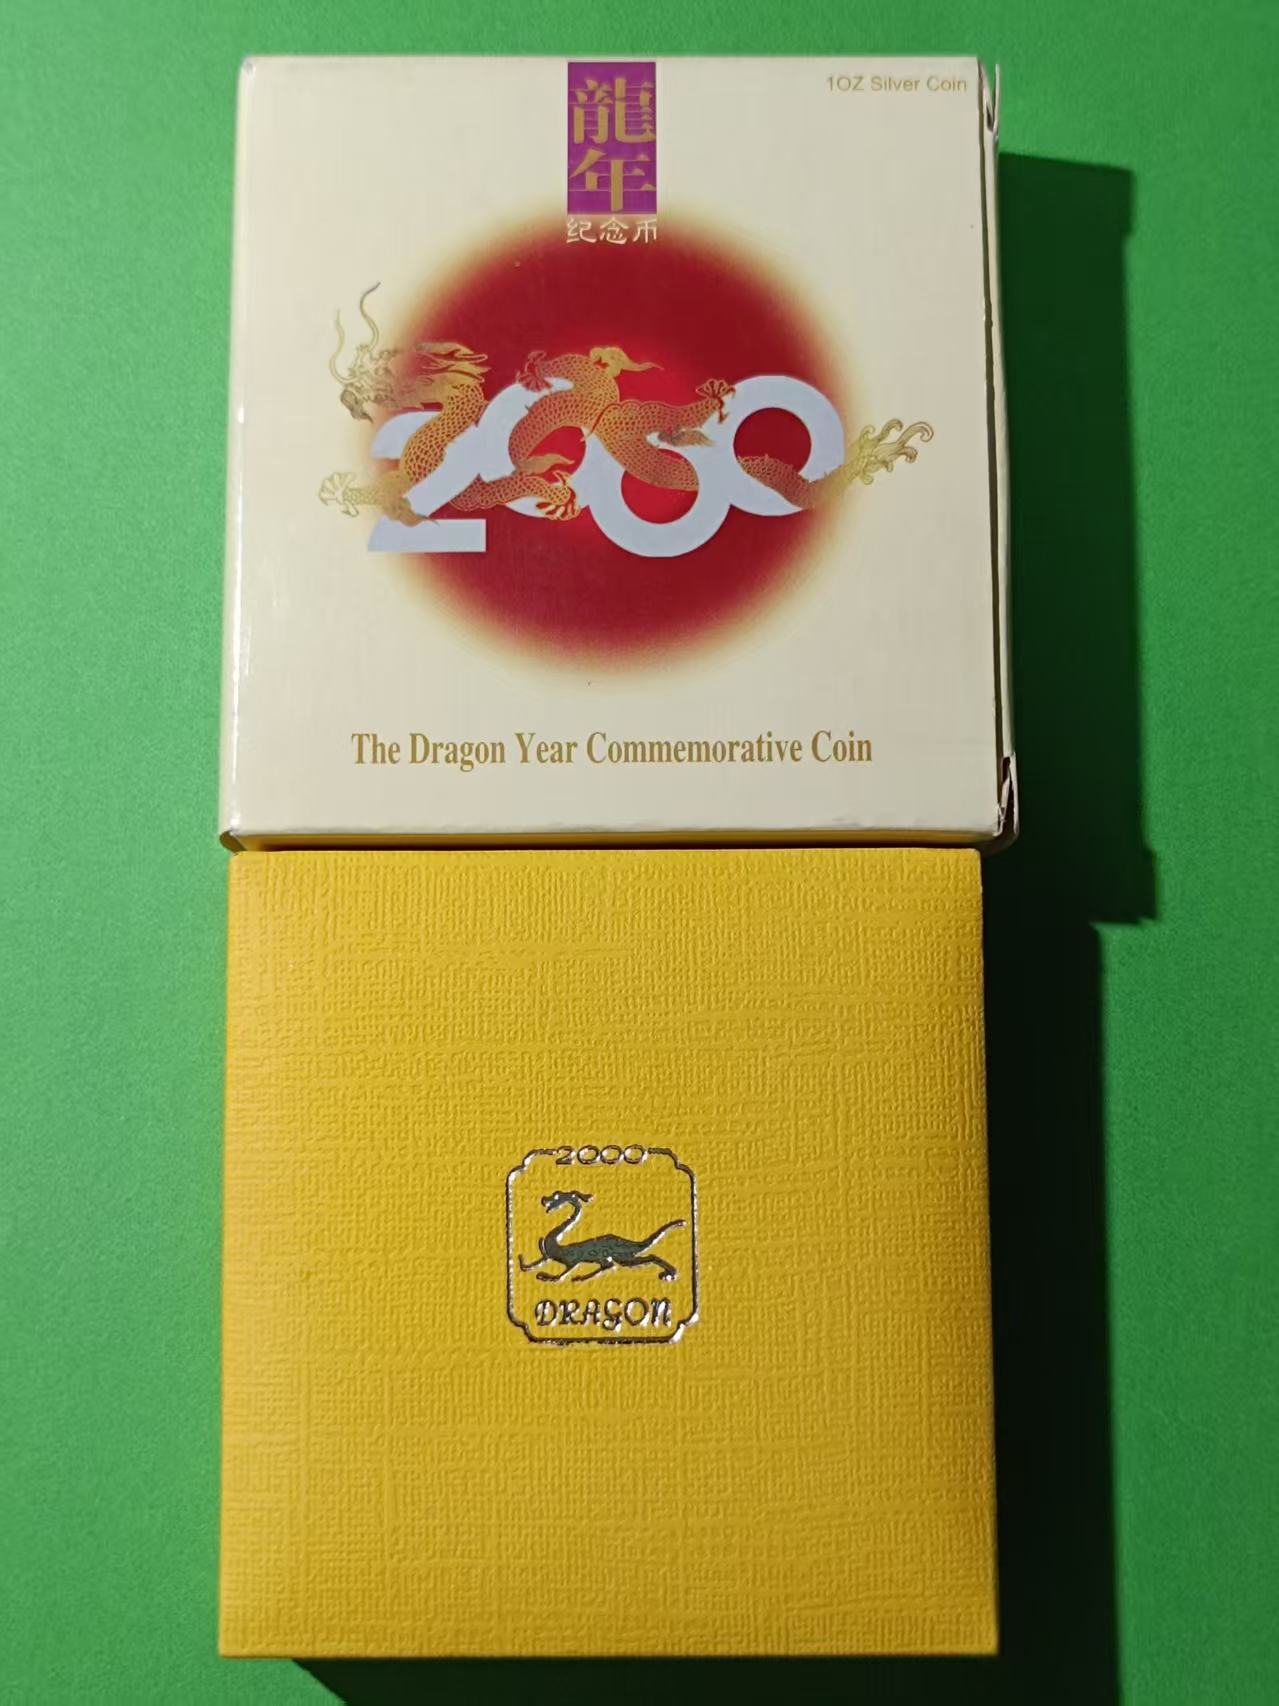 1OZ Silver Coin
龍
年
纪念币
2000
The Dragon Year Commemorative Coin
2000
DRAGON